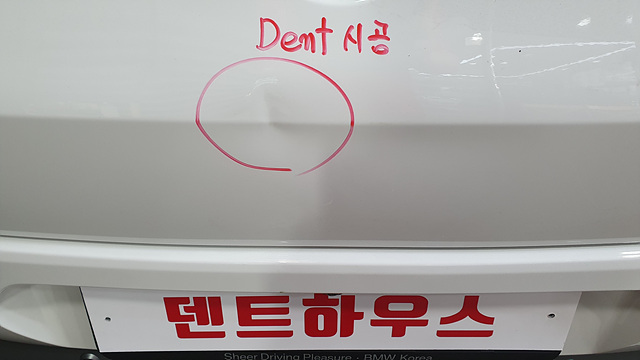 Dent 시공
덴트하우스
Sheer Driving Pleasure · BMW Korea